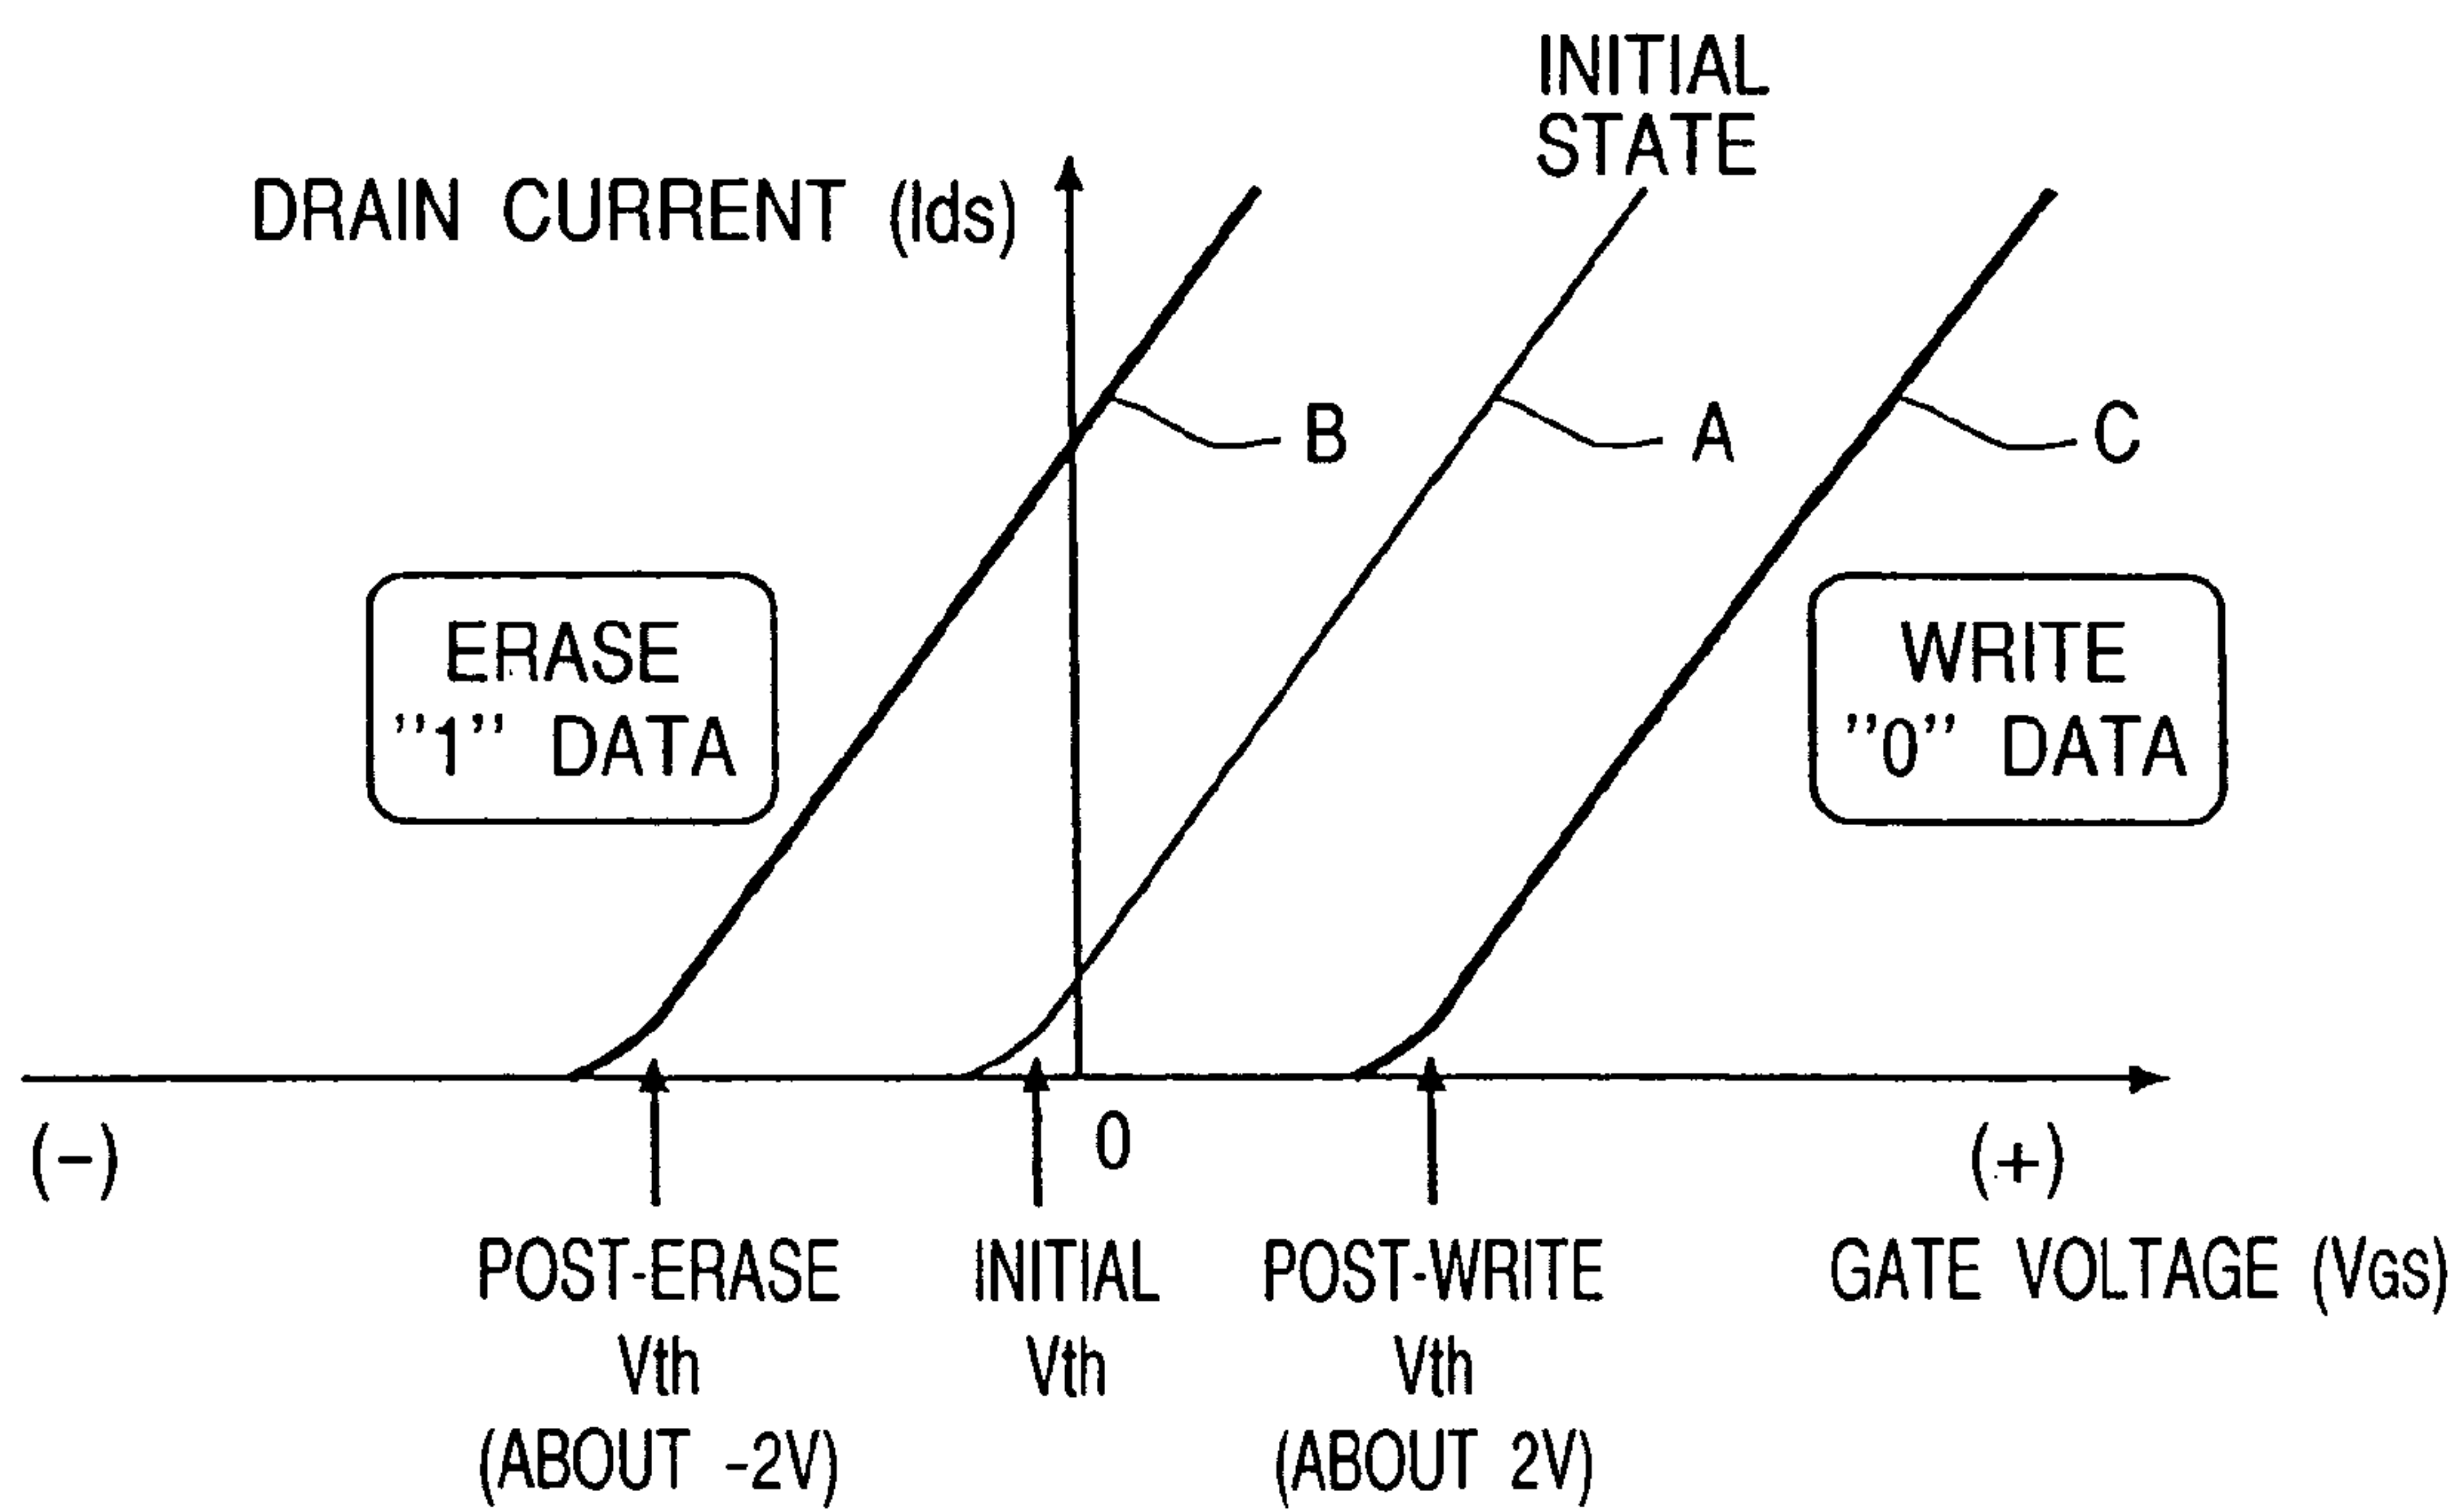 INITIAL
STATE
DRAIN CURRENT (Ids)
B
A
C
ERASE
"1" DATA
WRITE
"0" DATA
(-)
0
(+)
POST-ERASE
Vth
(ABOUT -2V)
INITIAL
Vth
POST-WRITE
Vth
(ABOUT 2V)
GATE VOLTAGE (VGS)